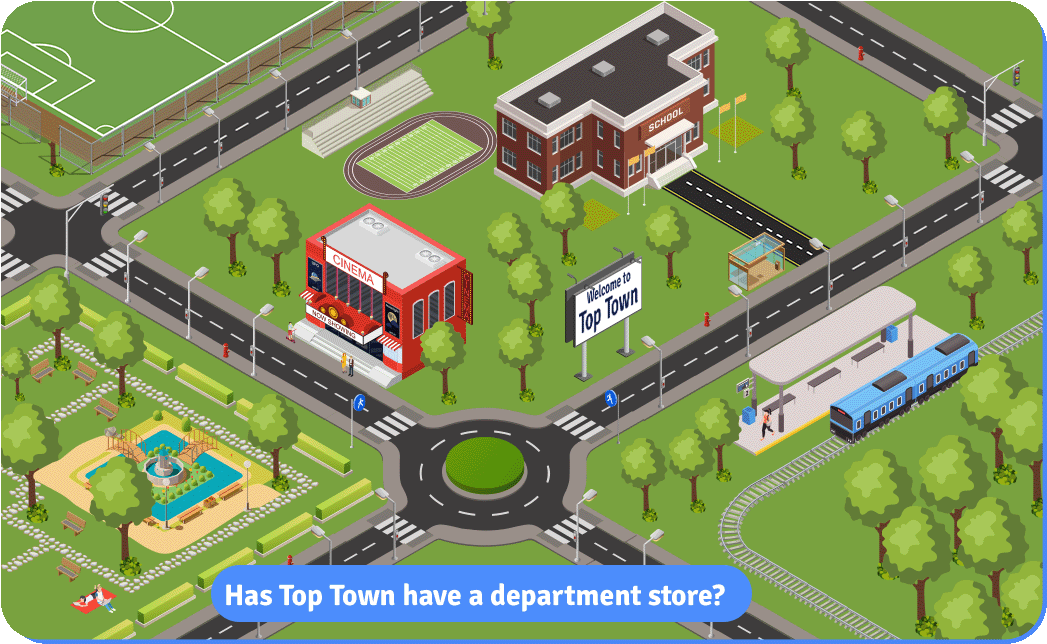 SCHOOL
CINEMA
NOW SHOWING
Welcome to
Top Town
Has Top Town have a department store?